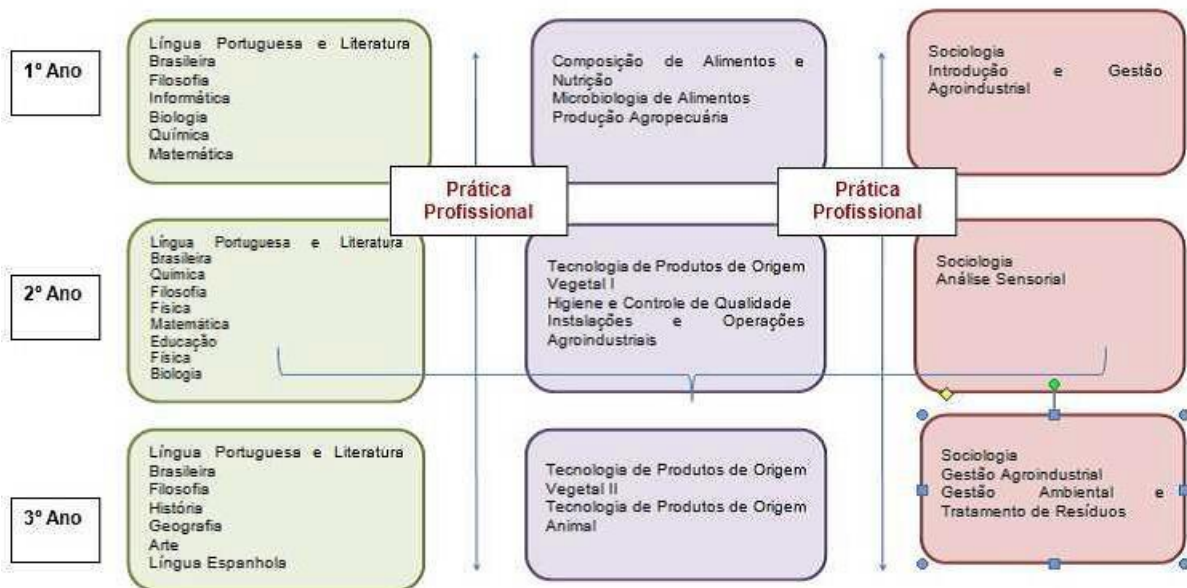 1º Ano
Língua Portuguesa e Literatura
Brasileira
Filosofia
Informática
Biologia
Química
Matemática
Composição de Alimentos e
Nutrição
Microbiologia de Alimentos
Produção Agropecuária
Sociologia
Introdução e Gestão
Agroindustrial
Prática
Profissional
Prática
Profissional
2º Ano
Língua Portuguesa e Literatura
Brasileira
Química
Filosofia
Física
Matemática
Educação
Física
Biologia
Tecnologia de Produtos de Origem
Vegetal I
Higiene e Controle de Qualidade
Instalações e Operações
Agroindustriais
Sociologia
Análise Sensorial
3º Ano
Língua Portuguesa e Literatura
Brasileira
Filosofia
História
Geografia
Arte
Língua Espanhola
Tecnologia de Produtos de Origem
Vegetal II
Tecnologia de Produtos de Origem
Animal
Sociologia
Gestão Agroindustrial
Gestão Ambiental e
Tratamento de Resíduos